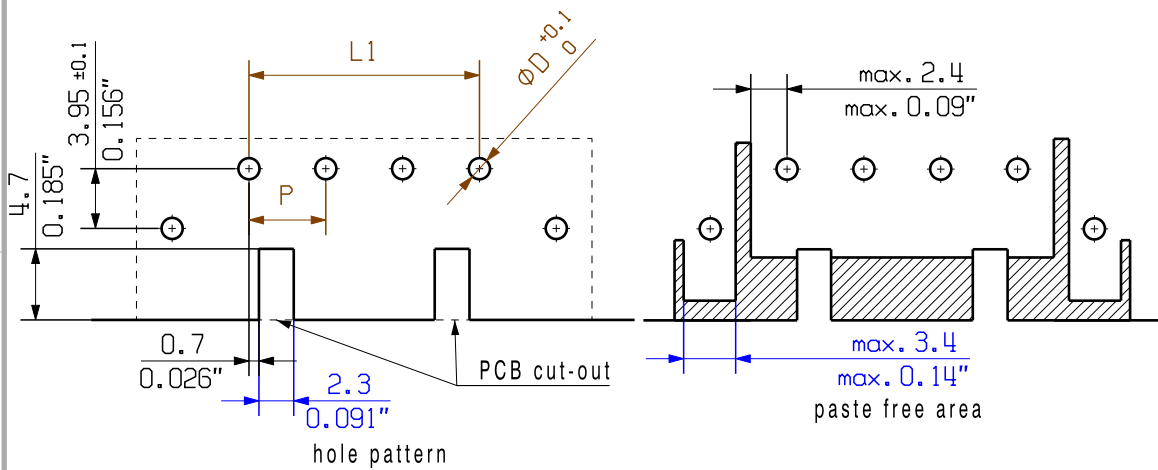 L1
ΦD +0.1 0
3.95 ±0.1
0.156"
4.7
0.185"
P
0.7
0.026"
2.3
0.091"
PCB cut-out
hole pattern
max. 2.4
max. 0.09"
max. 3.4
max. 0.14"
paste free area